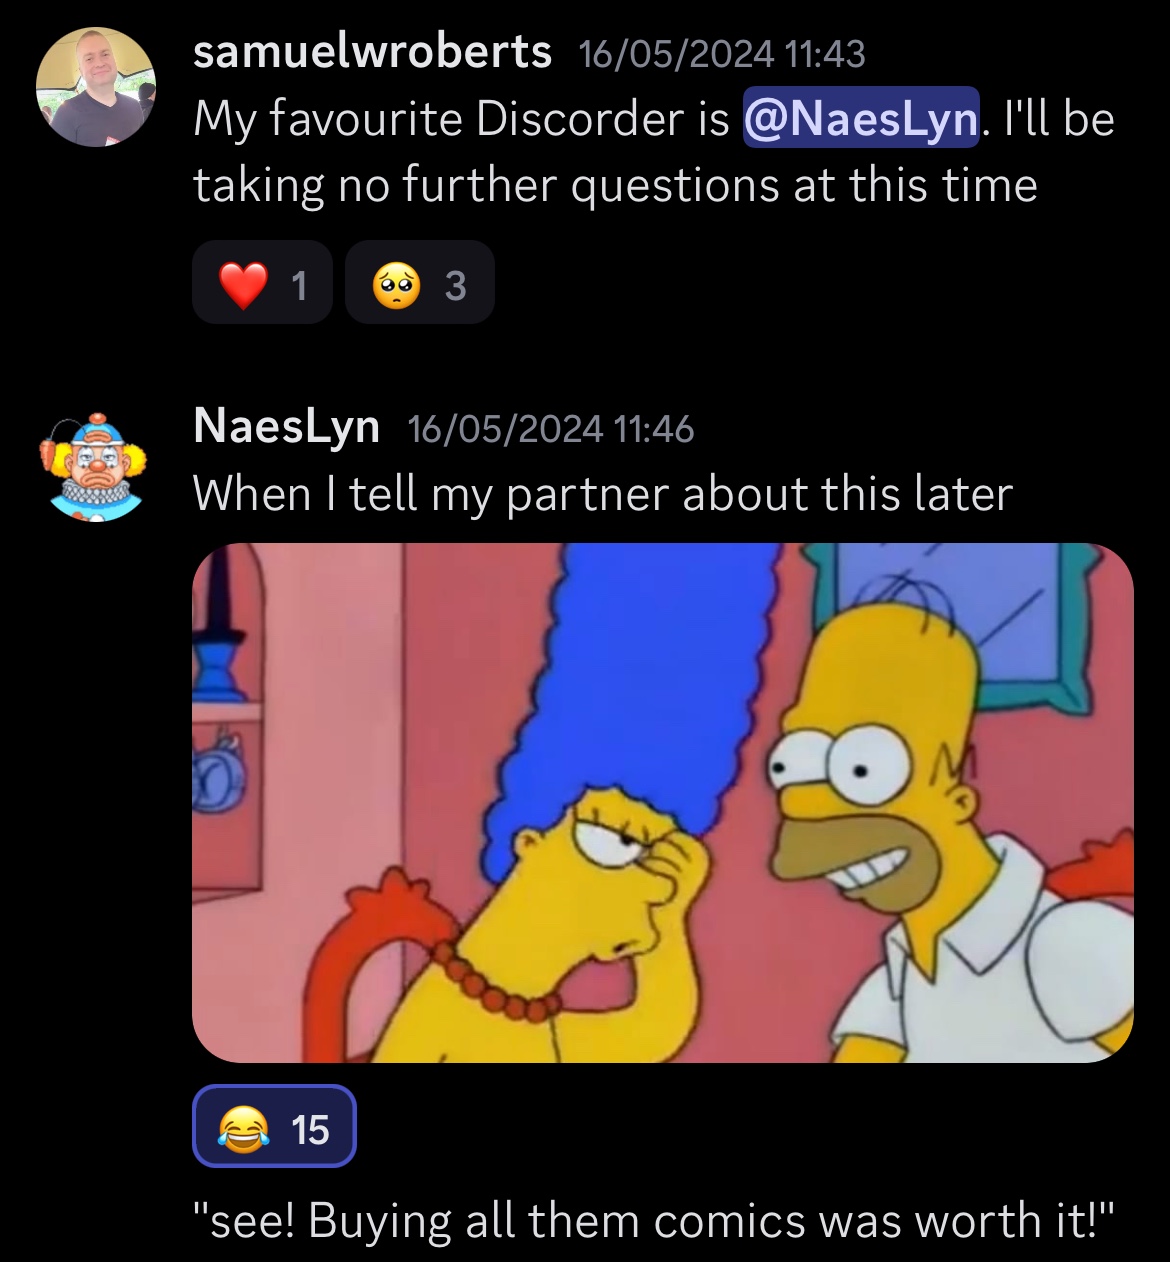 samuelwroberts 16/05/2024 11:43
My favourite Discorder is @NaesLyn. I'll be
taking no further questions at this time
❤️ 1 🥺 3
NaesLyn 16/05/2024 11:46
When I tell my partner about this later
😂 15
"see! Buying all them comics was worth it!"